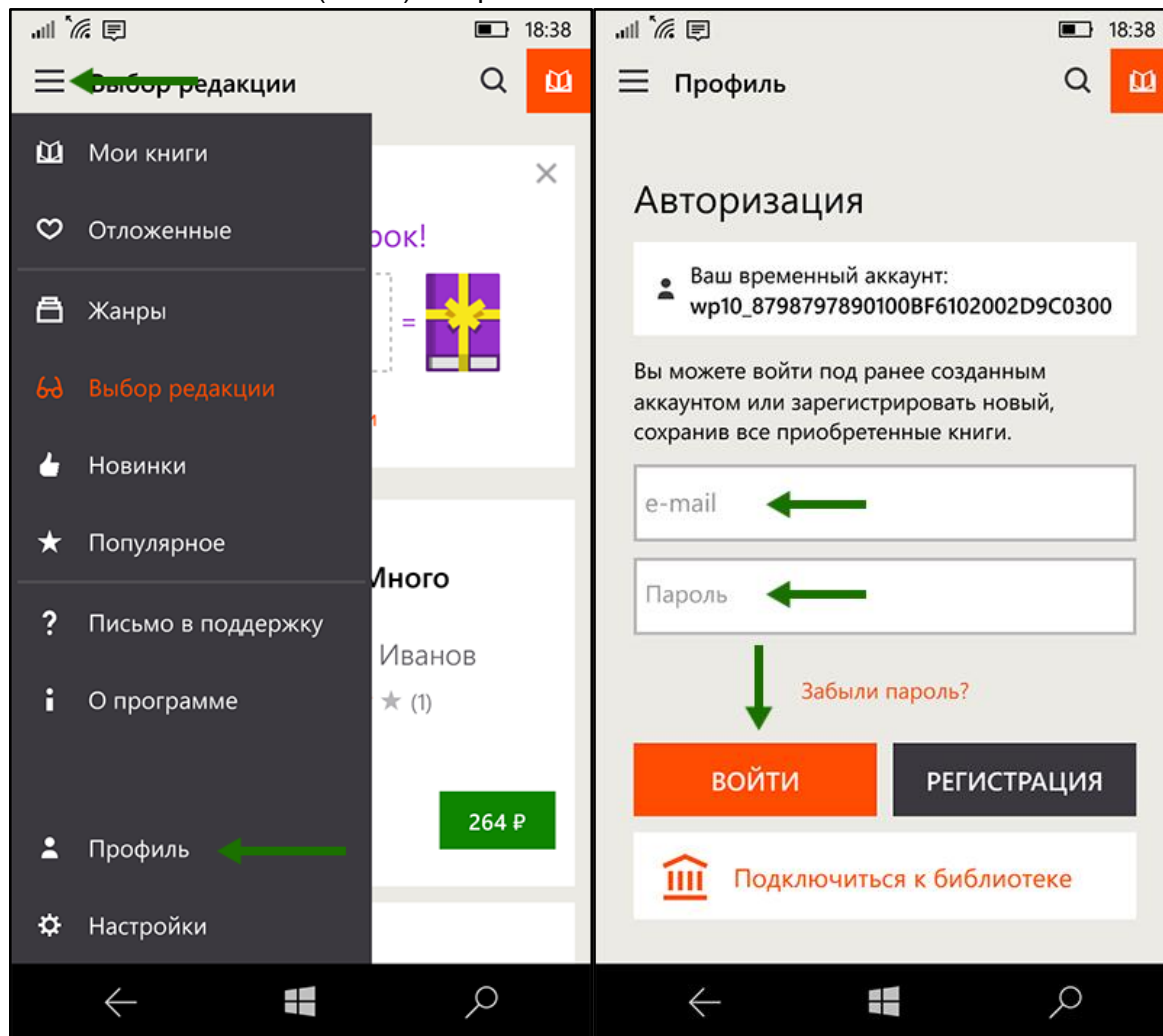 18:38
Выбор редакции
Мои книги
Отложенные
Жанры
Выбор редакции
Новинки
Популярное
Письмо в поддержку
О программе
Профиль
Настройки
рок!
=
Много
Иванов
(1)
264 ₽
18:38
Профиль
Авторизация
Ваш временный аккаунт:
wp10_8798797890100BF6102002D9C0300
Вы можете войти под ранее созданным
аккаунтом или зарегистрировать новый,
сохранив все приобретенные книги.
e-mail
Пароль
Забыли пароль?
ВОЙТИ
РЕГИСТРАЦИЯ
Подключиться к библиотеке